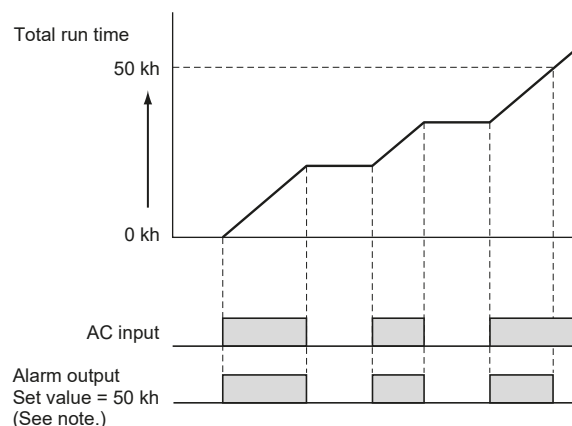 Total run time
50 kh
0 kh
AC input
Alarm output
Set value = 50 kh
(See note.)